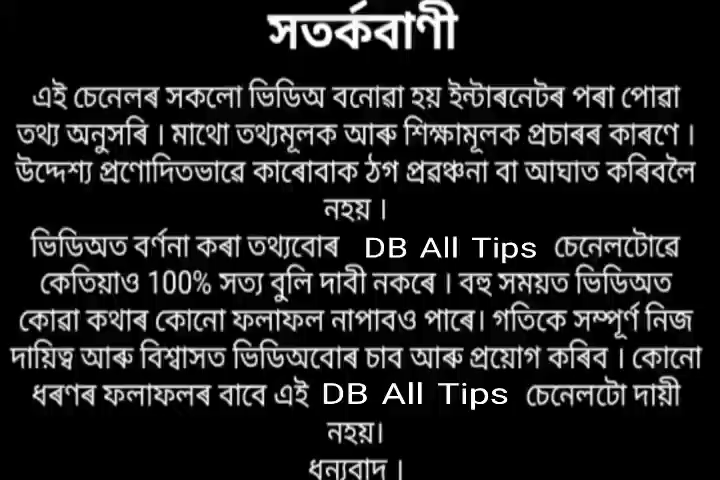 সতৰ্কবাণী
এই চেনেলৰ সকলো ভিডিঅ বনোৱা হয় ইন্টাৰনেটৰ পৰা পোৱা
তথ্য অনুসৰি । মাথো তথ্যমূলক আৰু শিক্ষামূলক প্ৰচাৰৰ কাৰণে ।
উদ্দেশ্য প্ৰণোদিতভাৱে কাৰোবাক ঠগ প্ৰৱঞ্চনা বা আঘাত কৰিবলৈ
নহয় ।
ভিডিঅত বৰ্ণনা কৰা তথ্যবোৰ DB All Tips চেনেলটোৱে
কেতিয়াও 100% সত্য বুলি দাবী নকৰে । বহু সময়ত ভিডিঅত
কোৱা কথাৰ কোনো ফলাফল নাপাবও পাৰে। গতিকে সম্পূৰ্ণ নিজ
দায়িত্ব আৰু বিশ্বাসত ভিডিঅবোৰ চাব আৰু প্ৰয়োগ কৰিব । কোনো
ধৰণৰ ফলাফলৰ বাবে এই DB All Tips চেনেলটো দায়ী
নহয়।
ধন্যবাদ ।